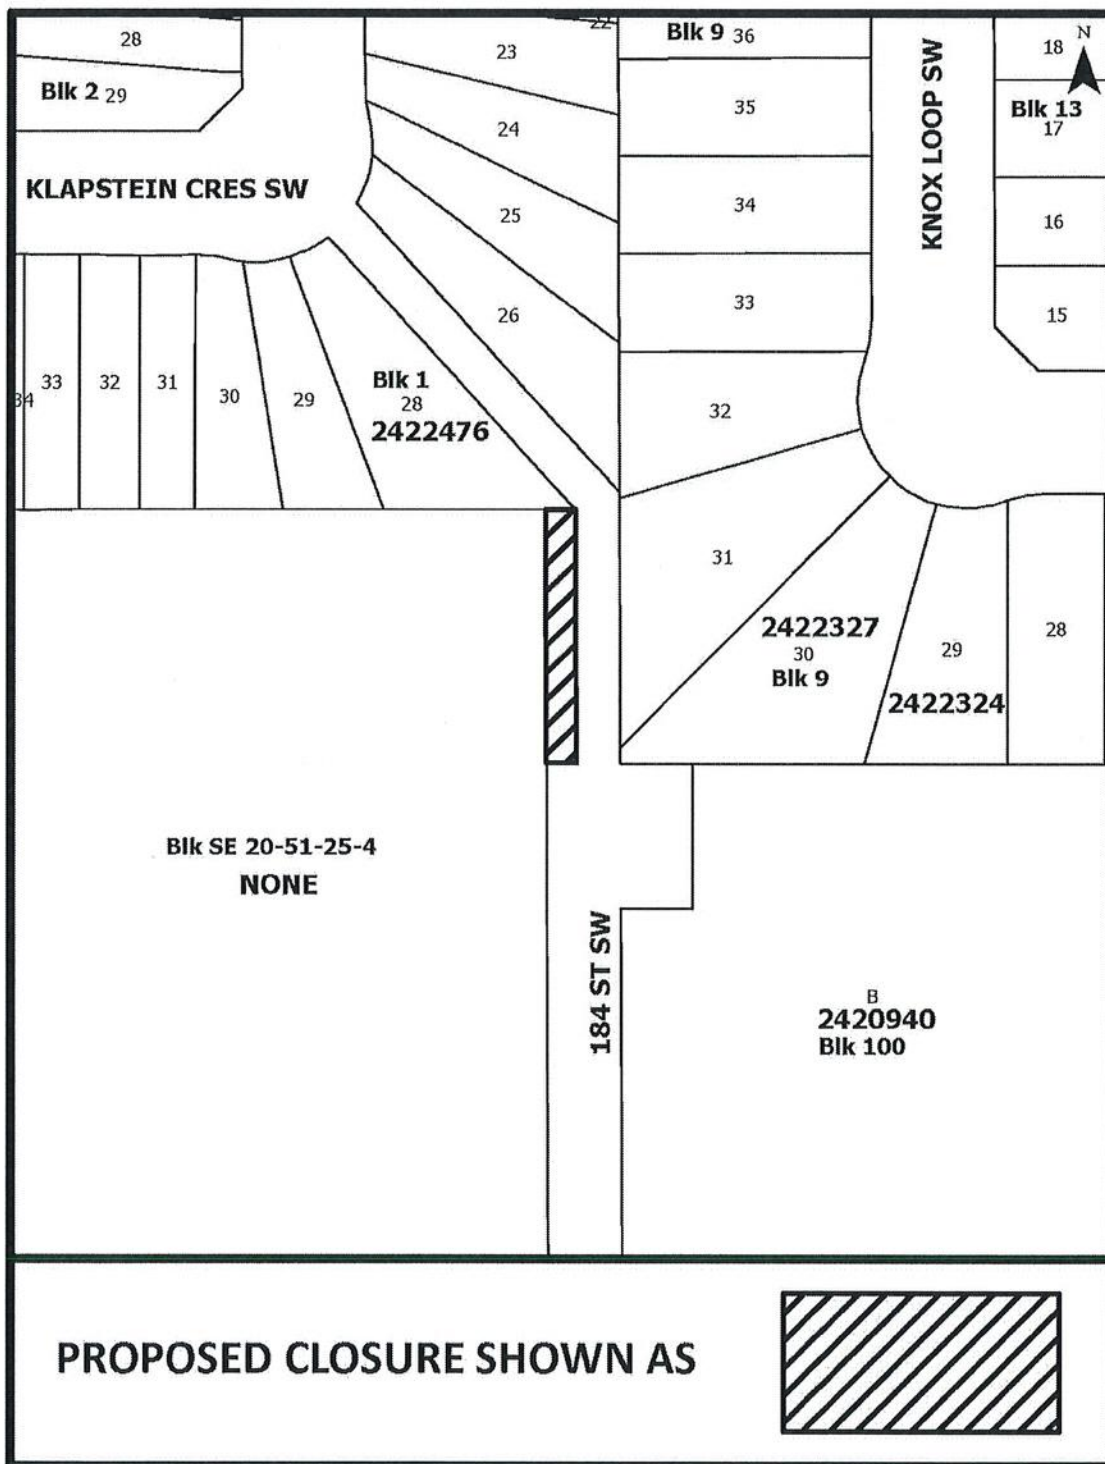 28
22
23
Blk 9 36
18
N
Blk 2 29
35
Blk 13
17
24
KLAPSTEIN CRES SW
25
34
KNOX LOOP SW
16
26
33
15
34
33
32
31
30
29
Blk 1
28
2422476
32
31
2422327
30
Blk 9
29
2422324
28
Blk SE 20-51-25-4
NONE
184 ST SW
B
2420940
Blk 100
PROPOSED CLOSURE SHOWN AS